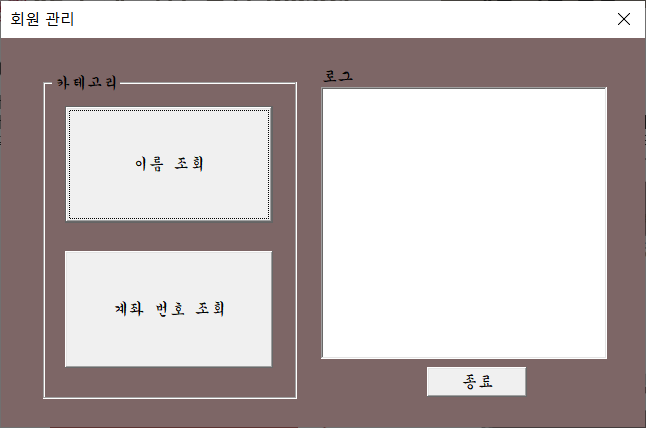 회원 관리
카테고리
로그
이름 조회
계좌 번호 조회
종료